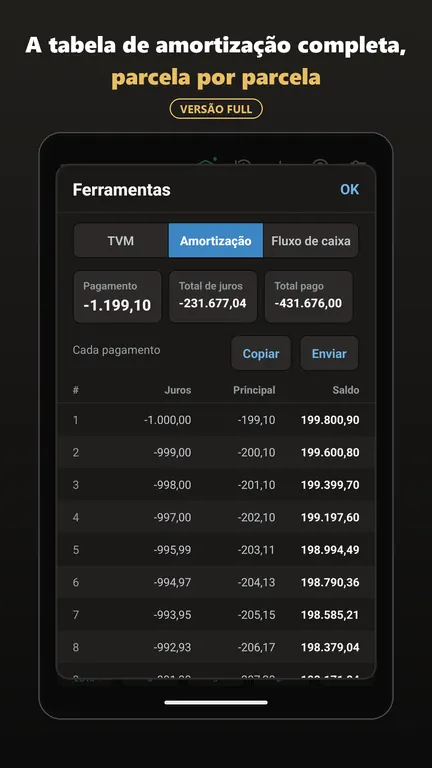 A tabela de amortização completa,
parcela por parcela
VERSÃO FULL
Ferramentas OK
TVM Amortização Fluxo de caixa
Pagamento Total de juros Total pago
-1.199,10 -231.677,04 -431.676,00
Cada pagamento Copiar Enviar
# Juros Principal Saldo
1 -1.000,00 -199,10 199.800,90
2 -999,00 -200,10 199.600,80
3 -998,00 -201,10 199.399,70
4 -997,00 -202,10 199.197,60
5 -995,99 -203,11 198.994,49
6 -994,97 -204,13 198.790,36
7 -993,95 -205,15 198.585,21
8 -992,93 -206,17 198.379,04